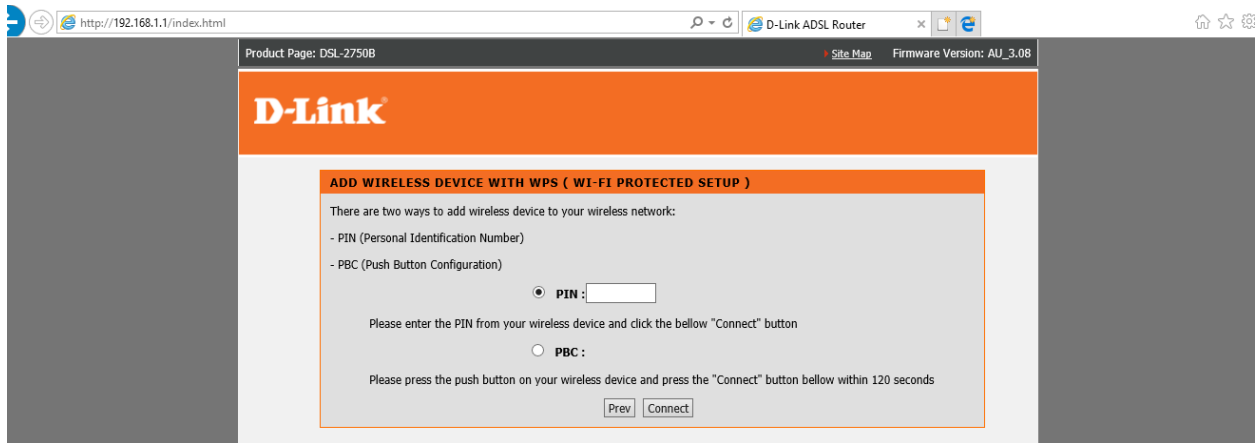 http://192.168.1.1/index.html
D-Link ADSL Router
Product Page: DSL-2750B
Site Map
Firmware Version: AU_3.08
D-Link
ADD WIRELESS DEVICE WITH WPS ( WI-FI PROTECTED SETUP )
There are two ways to add wireless device to your wireless network:
- PIN (Personal Identification Number)
- PBC (Push Button Configuration)
PIN :
Please enter the PIN from your wireless device and click the bellow "Connect" button
PBC :
Please press the push button on your wireless device and press the "Connect" button bellow within 120 seconds
Prev Connect